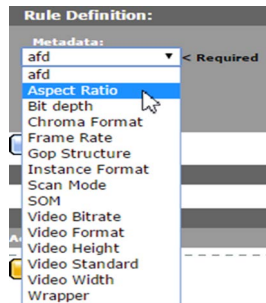 Rule Definition:
Metadata:
afd
< Required
afd
Aspect Ratio
Bit depth
Chroma Format
Frame Rate
Gop Structure
Instance Format
Scan Mode
SOM
Video Bitrate
Video Format
Video Height
Video Standard
Video Width
Wrapper